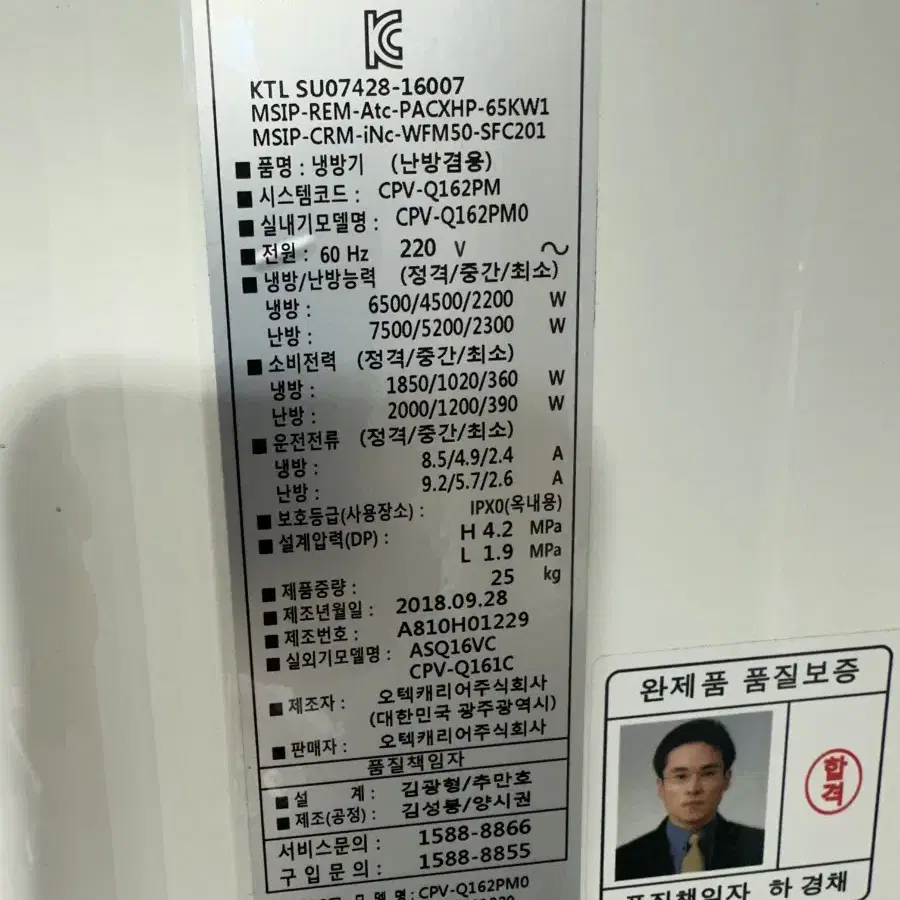 KC
KTL SU07428-16007
MSIP-REM-Atc-PACXHP-65KW1
MSIP-CRM-iNc-WFM50-SFC201
■ 품명 : 냉방기 (난방겸용)
■ 시스템코드 : CPV-Q162PM
■ 실내기모델명 : CPV-Q162PM0
■ 전원 : 60 Hz 220 V ~
■ 냉방/난방능력 (정격/중간/최소)
냉방 : 6500/4500/2200 W
난방 : 7500/5200/2300 W
■ 소비전력 (정격/중간/최소)
냉방 : 1850/1020/360 W
난방 : 2000/1200/390 W
■ 운전전류 (정격/중간/최소)
냉방 : 8.5/4.9/2.4 A
난방 : 9.2/5.7/2.6 A
■ 보호등급(사용장소) : IPX0(옥내용)
■ 설계압력(DP) : H 4.2 MPa
L 1.9 MPa
■ 제품중량 : 25 kg
■ 제조년월일 : 2018.09.28
■ 제조번호 : A810H01229
■ 실외기모델명 : ASQ16VC
CPV-Q161C
■ 제조자 : 오텍캐리어주식회사
(대한민국 광주광역시)
■ 판매자 : 오텍캐리어주식회사
품질책임자
■ 설 계 : 김광형/추만호
■ 제조(공정) : 김성봉/양시권
서비스문의 : 1588-8866
구 입 문 의 : 1588-8855
모 델 명 : CPV-Q162PM0
완제품 품질보증
합격
품질책임자 하 경채